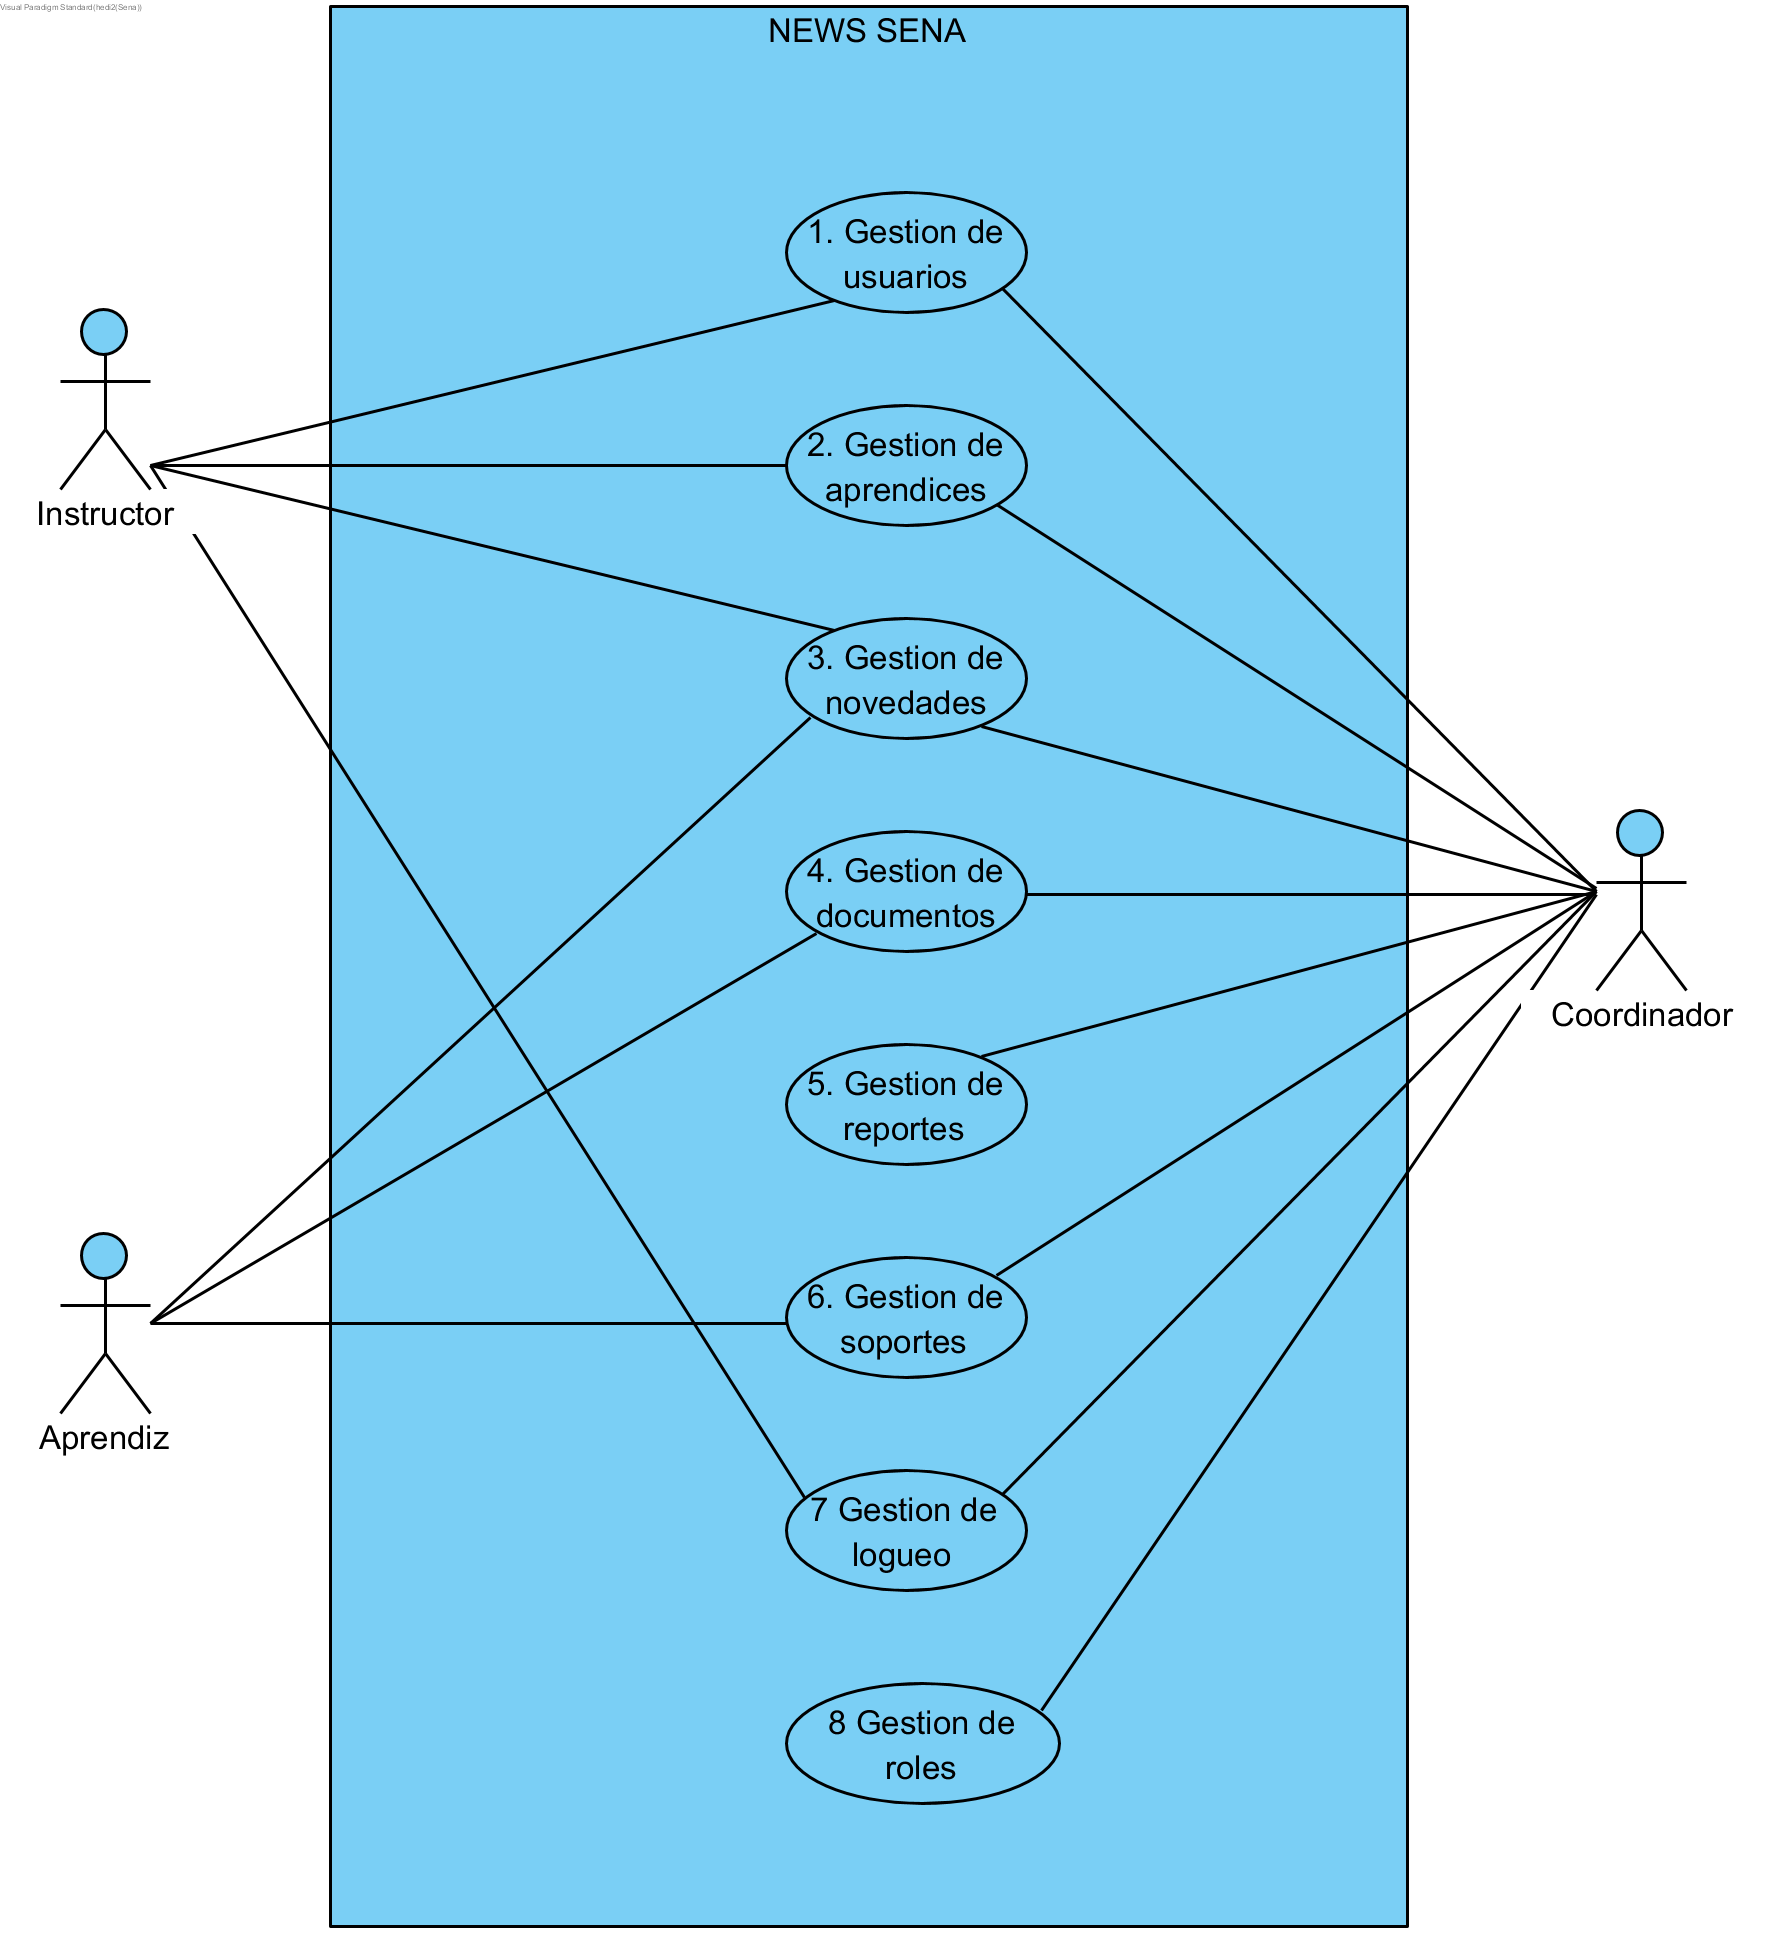 Visual Paradigm Standard(hedi2(Sena))
NEWS SENA
1. Gestion de
usuarios
2. Gestion de
aprendices
Instructor
3. Gestion de
novedades
4. Gestion de
documentos
Coordinador
5. Gestion de
reportes
6. Gestion de
soportes
Aprendiz
7 Gestion de
logueo
8 Gestion de
roles